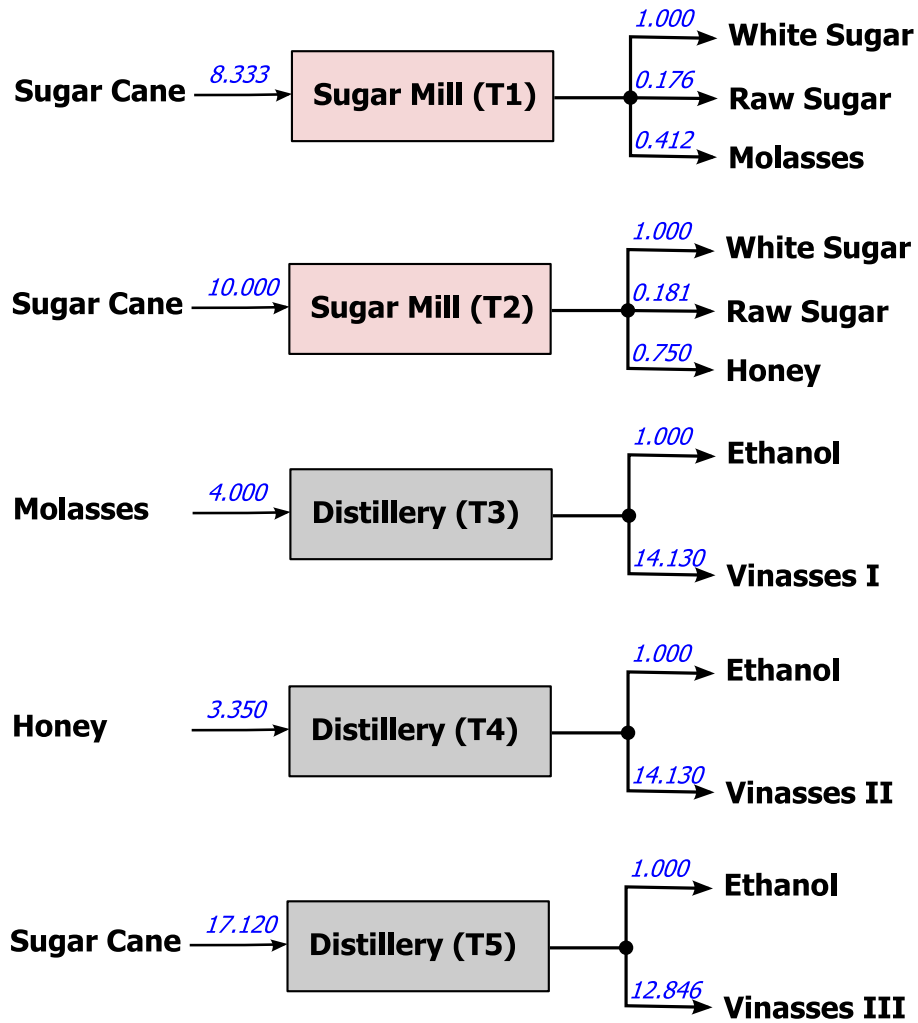 1.000
White Sugar
Sugar Cane 8.333 Sugar Mill (T1) 0.176 Raw Sugar
0.412
Molasses
1.000
White Sugar
Sugar Cane 10.000 Sugar Mill (T2) 0.181 Raw Sugar
0.750
Honey
1.000
Ethanol
Molasses 4.000 Distillery (T3)
14.130
Vinasses I
1.000
Ethanol
Honey 3.350 Distillery (T4)
14.130
Vinasses II
1.000
Ethanol
Sugar Cane 17.120 Distillery (T5)
12.846
Vinasses III